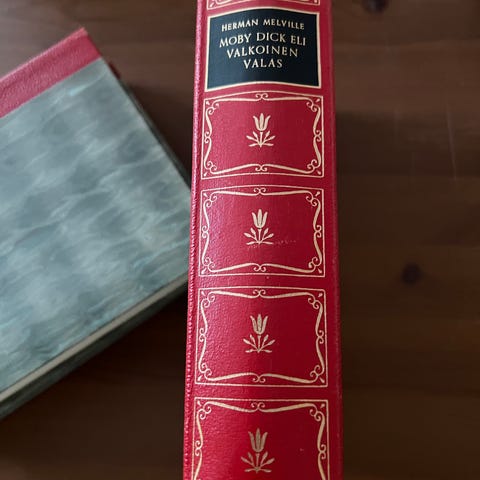 HERMAN MELVILLE
MOBY DICK ELI
VALKOINEN
VALAS